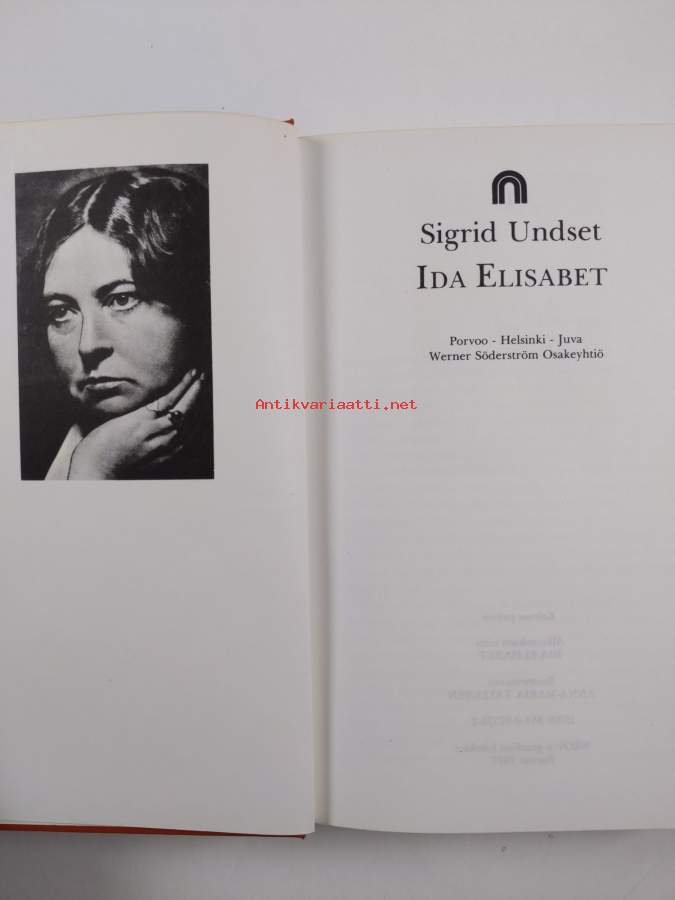 Sigrid Undset
IDA ELISABET
Porvoo - Helsinki - Juva
Werner Söderström Osakeyhtiö
Antikvariaatti.net